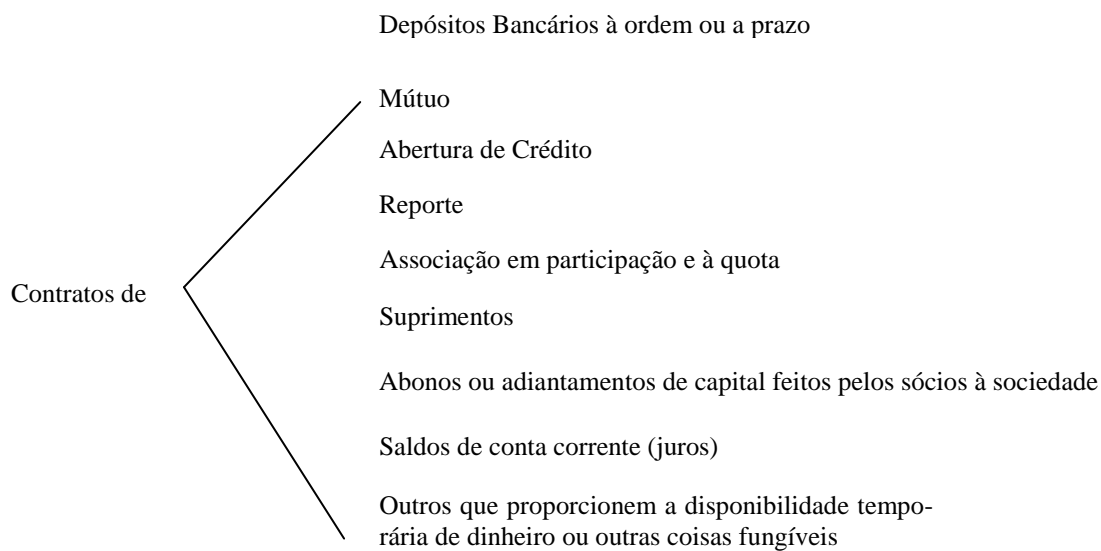 Depósitos Bancários à ordem ou a prazo
Mútuo
Abertura de Crédito
Reporte
Associação em participação e à quota
Contratos de
Suprimentos
Abonos ou adiantamentos de capital feitos pelos sócios à sociedade
Saldos de conta corrente (juros)
Outros que proporcionem a disponibilidade tempo-
rária de dinheiro ou outras coisas fungíveis